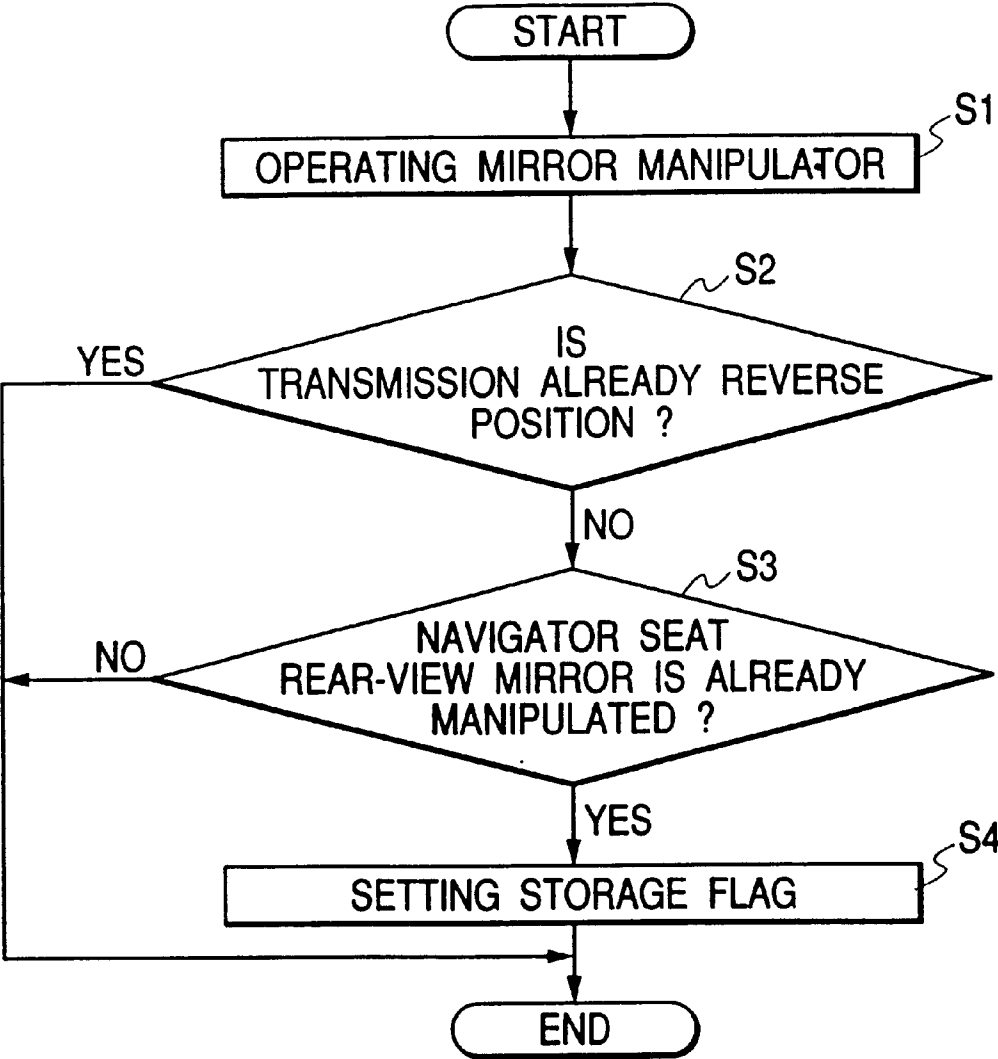 START
S1
OPERATING MIRROR MANIPULATOR
S2
YES
IS
TRANSMISSION ALREADY REVERSE
POSITION ?
NO
S3
NO
NAVIGATOR SEAT
REAR-VIEW MIRROR IS ALREADY
MANIPULATED ?
YES
S4
SETTING STORAGE FLAG
END